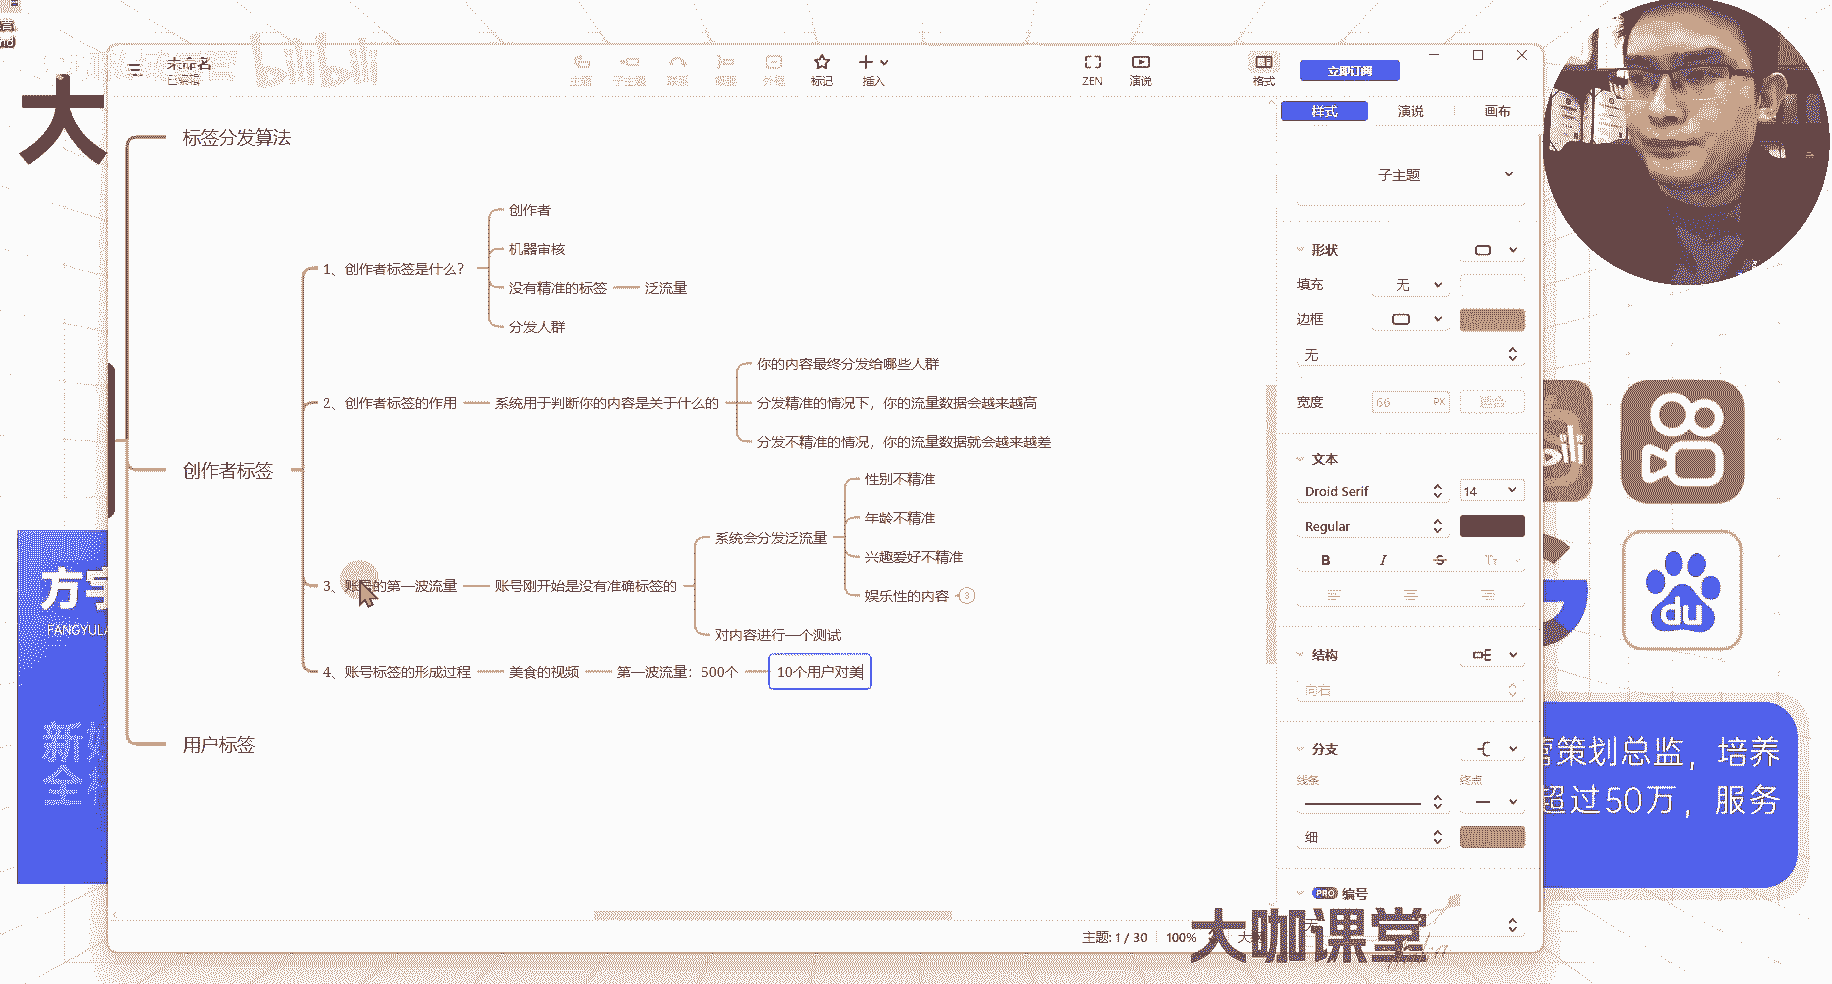 未命名
已编辑
bilibili
主题
子主题
联系
概要
外框
标记
插入
ZEN
演说
格式
立即订阅
大
标签分发算法
创作者标签
用户标签
1、创作者标签是什么？
创作者
机器审核
没有精准的标签
泛流量
分发人群
2、创作者标签的作用
系统用于判断你的内容是关于什么的
你的内容最终分发给哪些人群
分发精准的情况下，你的流量数据会越来越高
分发不精准的情况，你的流量数据就会越来越差
3、账号的第一波流量
账号刚开始是没有准确标签的
系统会分发泛流量
性别不精准
年龄不精准
兴趣爱好不精准
娱乐性的内容
3
对内容进行一个测试
4、账号标签的形成过程
美食的视频
第一波流量：500个
10个用户对美
样式
演说
画布
子主题
形状
填充
无
边框
无
宽度
66
PX
适合
文本
Droid Serif
14
Regular
B
I
S
Tt
结构
向右
分支
线条
终点
细
PRO 编号
无
主题: 1 / 30
100%
大咖课堂
FANGYULA
新
全
du
营策划总监，培养
超过50万，服务